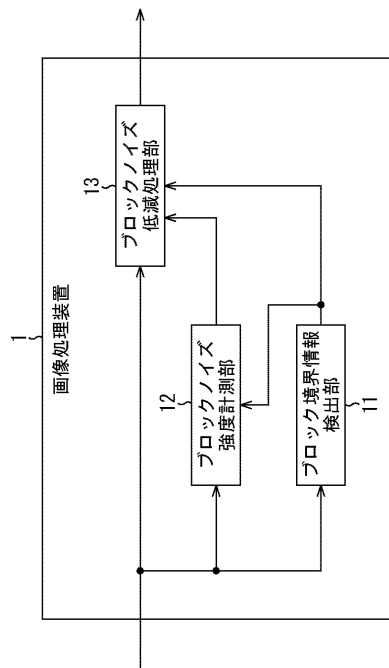 1
画像処理装置
13
ブロックノイズ
低減処理部
12
ブロックノイズ
強度計測部
ブロック境界情報
検出部
11